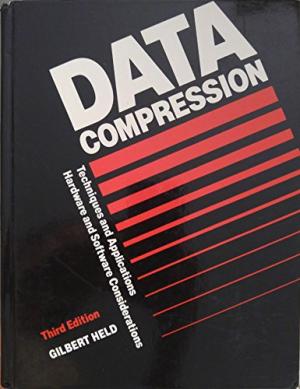 DATA
COMPRESSION
Techniques and Applications
Hardware and Software Considerations
Third Edition
GILBERT HELD